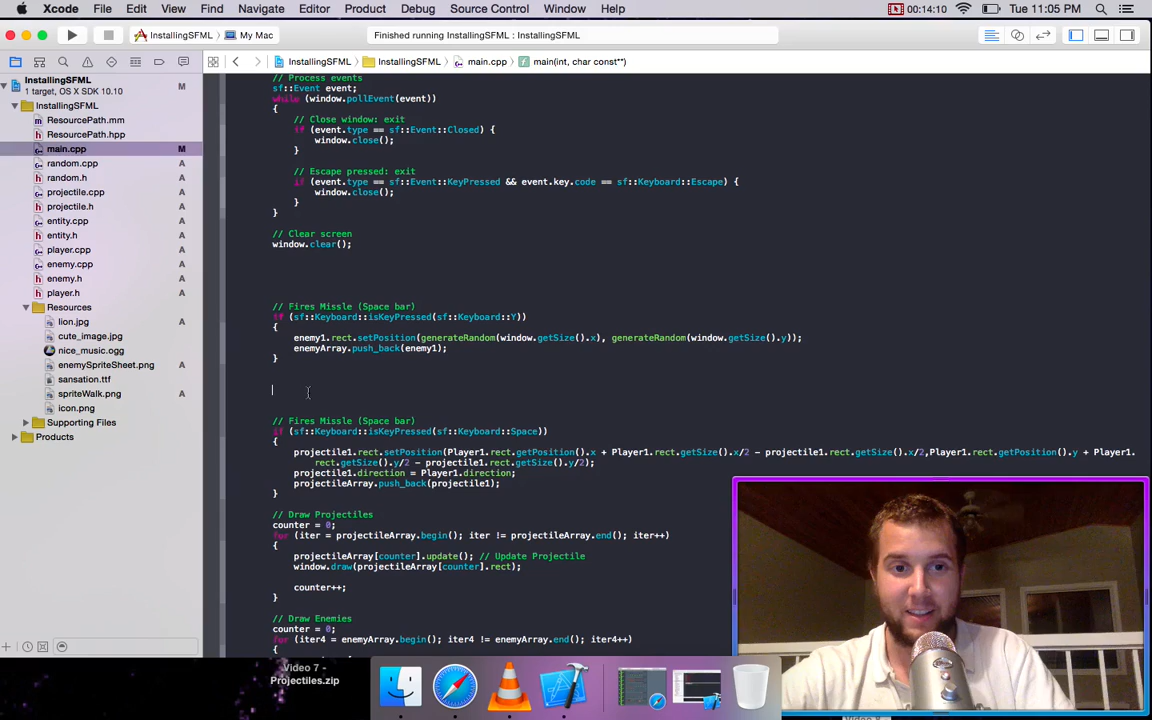 Xcode File Edit View Find Navigate Editor Product Debug Source Control Window Help 00:14:10 Tue 11:05 PM
InstallingSFML My Mac Finished running InstallingSFML : InstallingSFML
InstallingSFML InstallingSFML main.cpp main(int, char const**)
InstallingSFML M
1 target, OS X SDK 10.10
InstallingSFML
ResourcePath.mm
ResourcePath.hpp
main.cpp M
random.cpp A
random.h A
projectile.cpp A
projectile.h A
entity.cpp A
entity.h A
player.cpp A
enemy.cpp A
enemy.h A
player.h A
Resources
lion.jpg A
cute_image.jpg
nice_music.ogg
enemySpriteSheet.png A
sansation.ttf
spriteWalk.png A
icon.png
Supporting Files
Products
// Process events
sf::Event event;
while (window.pollEvent(event))
{
// Close window: exit
if (event.type == sf::Event::Closed) {
window.close();
}
// Escape pressed: exit
if (event.type == sf::Event::KeyPressed && event.key.code == sf::Keyboard::Escape) {
window.close();
}
}
// Clear screen
window.clear();
// Fires Missle (Space bar)
if (sf::Keyboard::isKeyPressed(sf::Keyboard::Y))
{
enemy1.rect.setPosition(generateRandom(window.getSize().x), generateRandom(window.getSize().y));
enemyArray.push_back(enemy1);
}
// Fires Missle (Space bar)
if (sf::Keyboard::isKeyPressed(sf::Keyboard::Space))
{
projectile1.rect.setPosition(Player1.rect.getPosition().x + Player1.rect.getSize().x/2 - projectile1.rect.getSize().x/2,Player1.rect.getPosition().y + Player1.
rect.getSize().y/2 - projectile1.rect.getSize().y/2);
projectile1.direction = Player1.direction;
projectileArray.push_back(projectile1);
}
// Draw Projectiles
counter = 0;
for (iter = projectileArray.begin(); iter != projectileArray.end(); iter++)
{
projectileArray[counter].update(); // Update Projectile
window.draw(projectileArray[counter].rect);
counter++;
}
// Draw Enemies
counter = 0;
for (iter4 = enemyArray.begin(); iter4 != enemyArray.end(); iter4++)
{
Video 7 -
Projectiles.zip